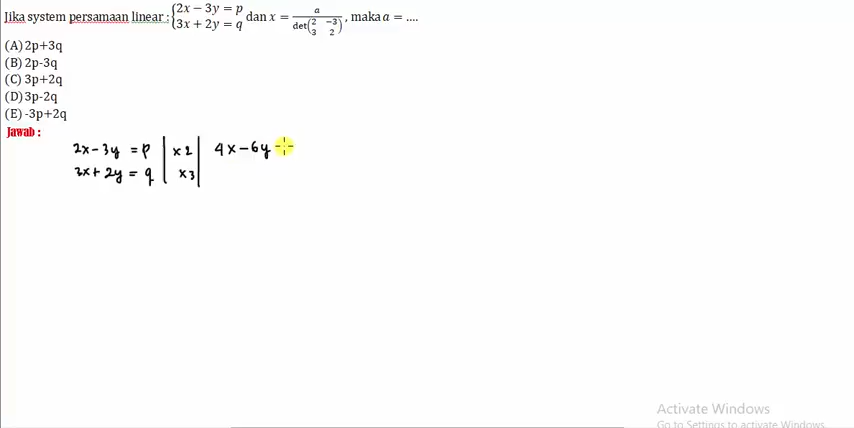 Jika system persamaan linear : {2x − 3y = p
3x + 2y = q dan x = a / det(2 −3
3 2) , maka a = ....
(A) 2p+3q
(B) 2p-3q
(C) 3p+2q
(D) 3p-2q
(E) -3p+2q
Jawab :
2x − 3y = p | x2 | 4x − 6y
3x + 2y = q | x3 |
Activate Windows
Go to Settings to activate Windows.